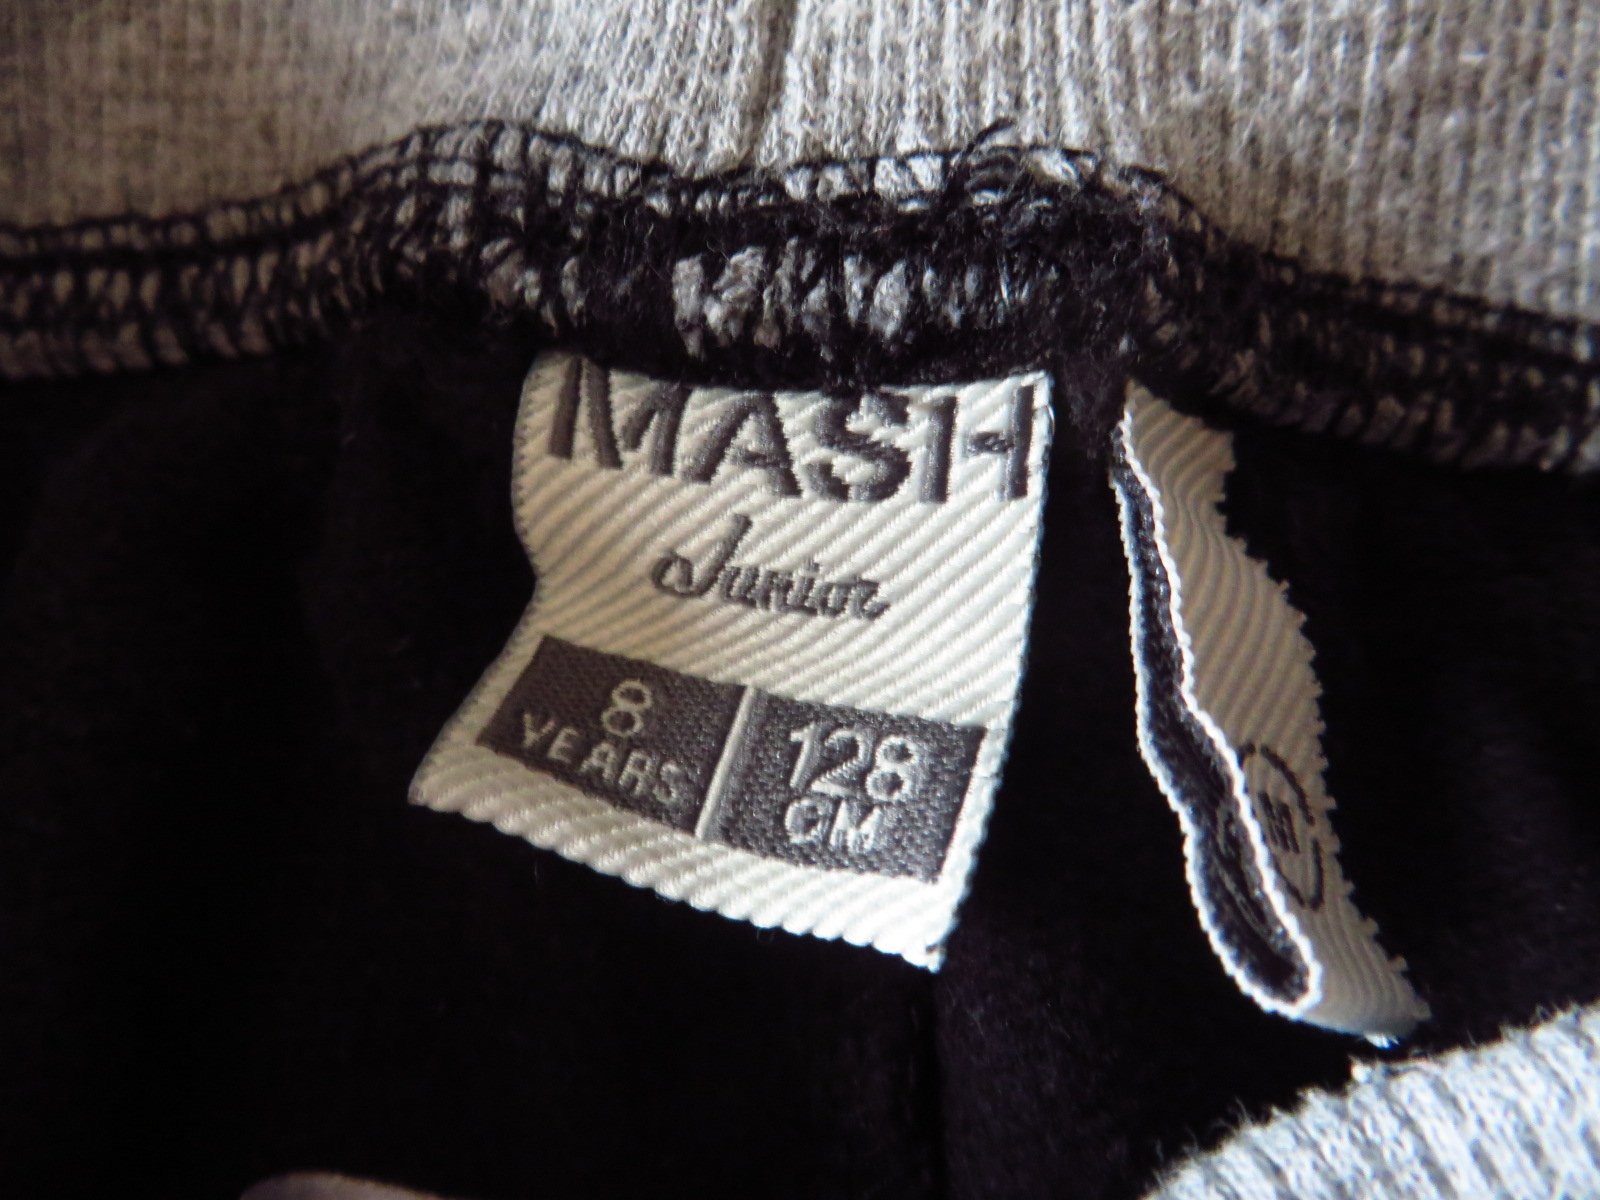 MASH
Junior
8
YEARS
128
CM